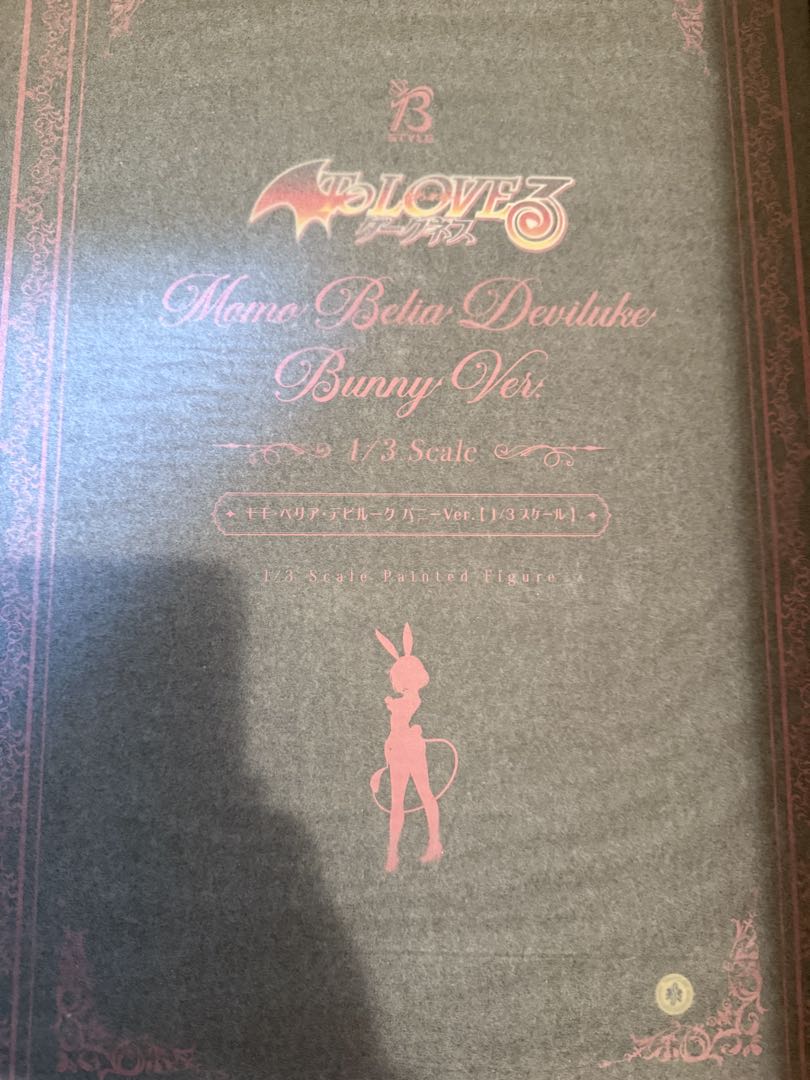 B
STYLE
To LOVEる
ダークネス
Momo Belia Deviluke
Bunny Ver.
1/3 Scale
モモ・ベリア・デビルーク バニーVer.【1/3スケール】
1/3 Scale Painted Figure